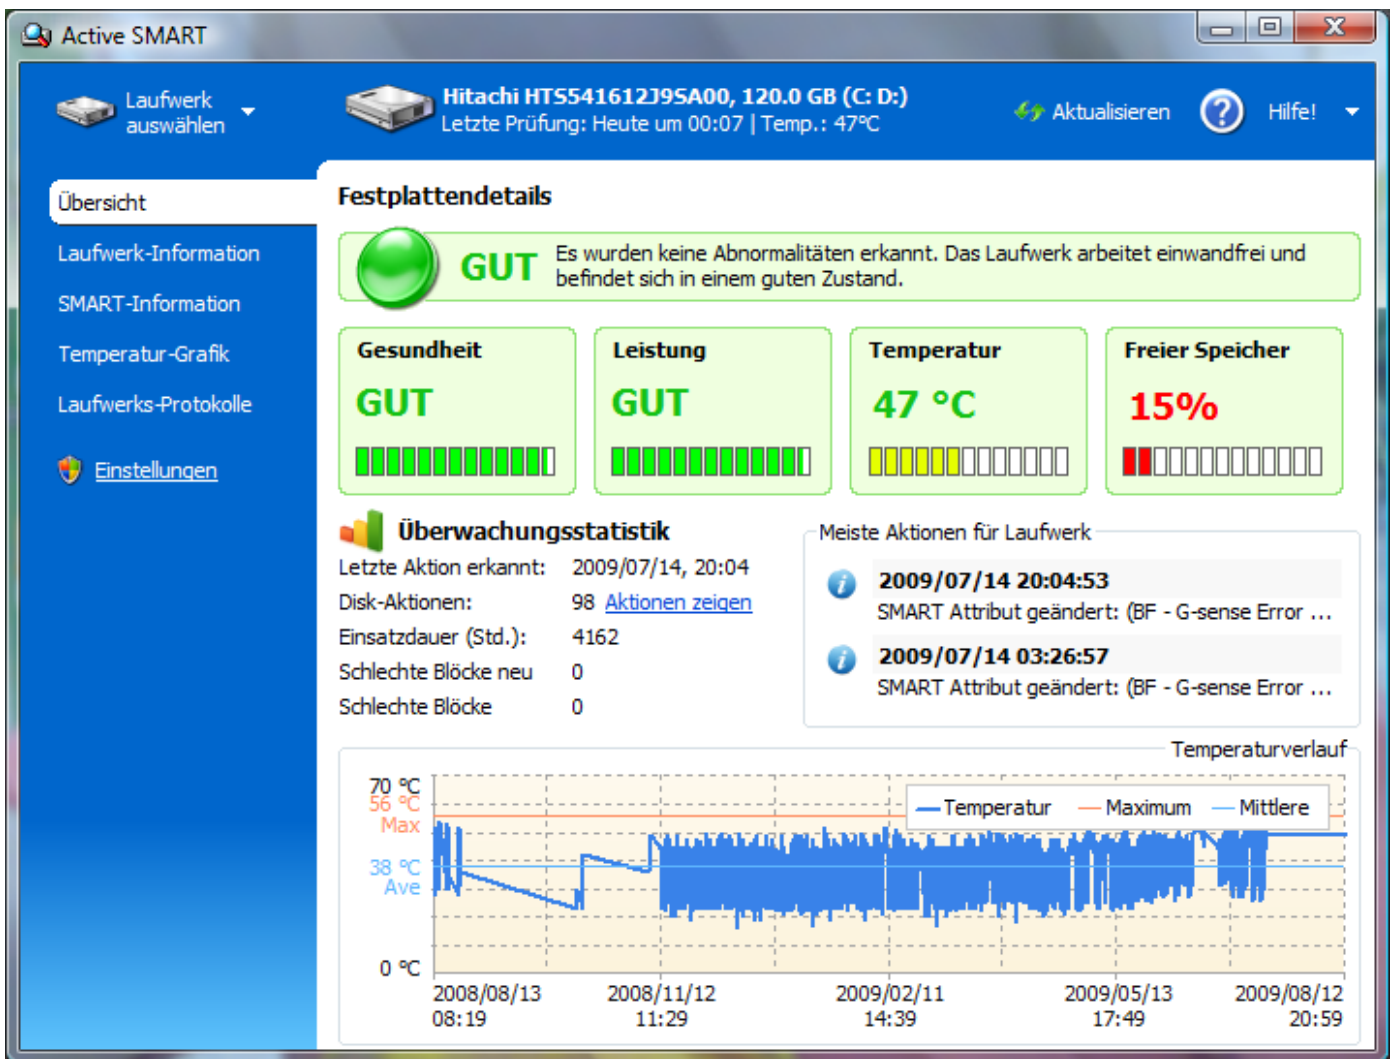 Active SMART
Laufwerk
auswählen
Hitachi HTS541612J9SA00, 120.0 GB (C: D:)
Letzte Prüfung: Heute um 00:07 | Temp.: 47°C
Aktualisieren
Hilfe!
Übersicht
Laufwerk-Information
SMART-Information
Temperatur-Grafik
Laufwerks-Protokolle
Einstellungen
Festplattendetails
GUT
Es wurden keine Abnormalitäten erkannt. Das Laufwerk arbeitet einwandfrei und
befindet sich in einem guten Zustand.
Gesundheit
GUT
Leistung
GUT
Temperatur
47 °C
Freier Speicher
15%
Überwachungsstatistik
Letzte Aktion erkannt: 2009/07/14, 20:04
Disk-Aktionen: 98 Aktionen zeigen
Einsatzdauer (Std.): 4162
Schlechte Blöcke neu 0
Schlechte Blöcke 0
Meiste Aktionen für Laufwerk
2009/07/14 20:04:53
SMART Attribut geändert: (BF - G-sense Error ...
2009/07/14 03:26:57
SMART Attribut geändert: (BF - G-sense Error ...
Temperaturverlauf
70 °C
56 °C
Max
38 °C
Ave
0 °C
Temperatur Maximum Mittlere
2008/08/13 2008/11/12 2009/02/11 2009/05/13 2009/08/12
08:19 11:29 14:39 17:49 20:59